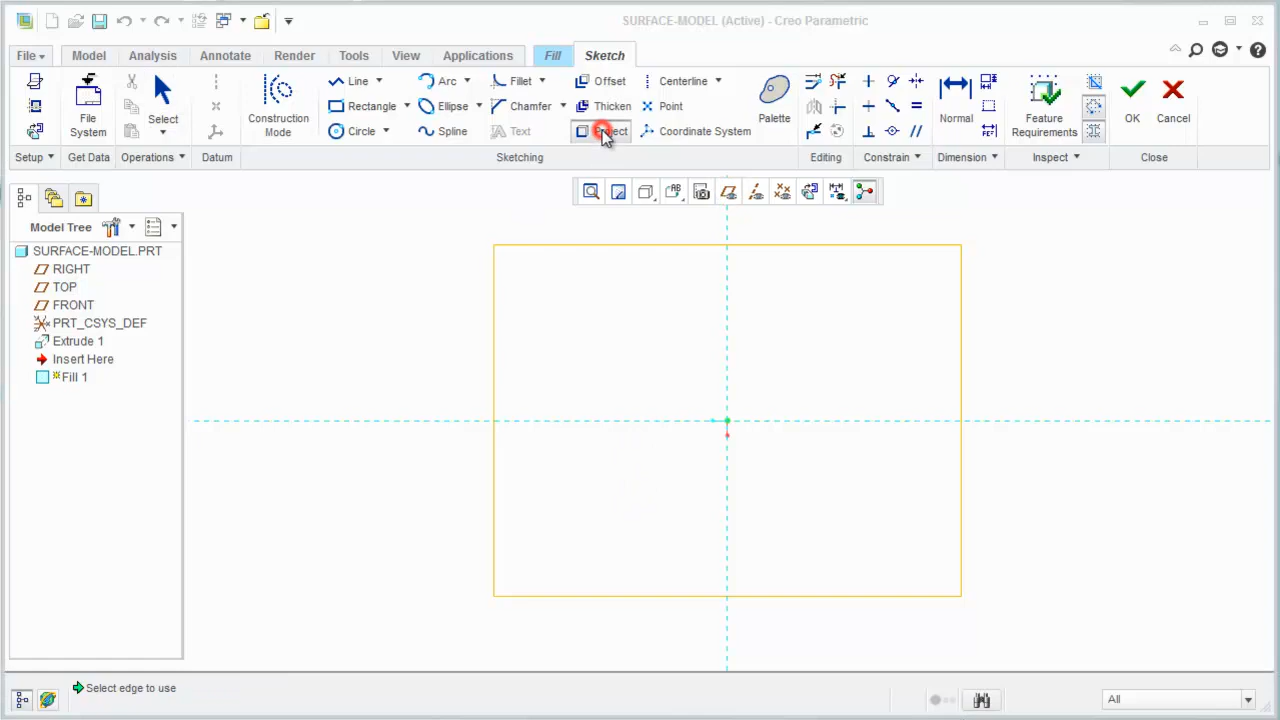 SURFACE-MODEL (Active) - Creo Parametric
File Model Analysis Annotate Render Tools View Applications Fill Sketch
Line Arc Fillet Offset Centerline
Rectangle Ellipse Chamfer Thicken Point
Circle Spline Text Project Coordinate System
File System Select Construction Mode Palette Normal Feature Requirements OK Cancel
Setup Get Data Operations Datum Sketching Editing Constrain Dimension Inspect Close
Model Tree
SURFACE-MODEL.PRT
RIGHT
TOP
FRONT
PRT_CSYS_DEF
Extrude 1
Insert Here
Fill 1
Select edge to use
All